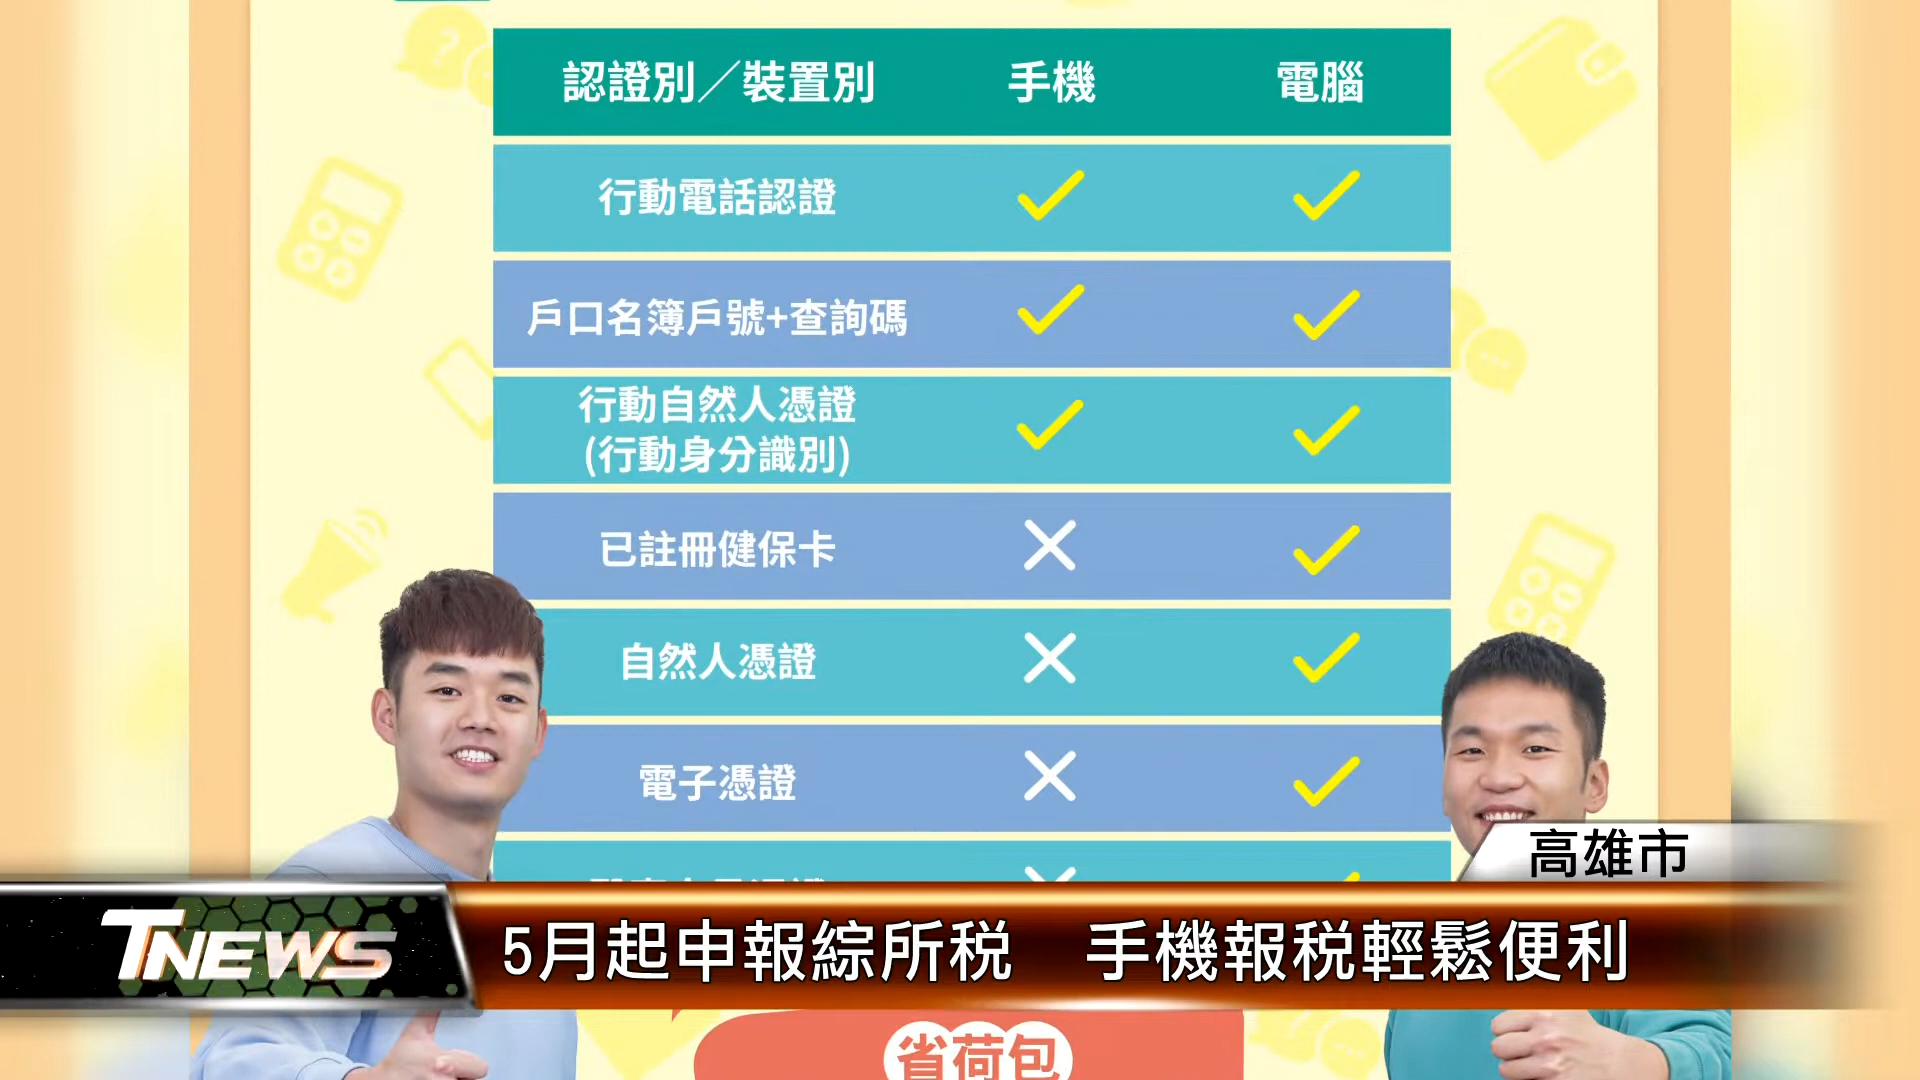 認證別／裝置別 手機 電腦
行動電話認證
戶口名簿戶號+查詢碼
行動自然人憑證
(行動身分識別)
已註冊健保卡
自然人憑證
電子憑證
高雄市
TNEWS
5月起申報綜所税 手機報税輕鬆便利
省荷包